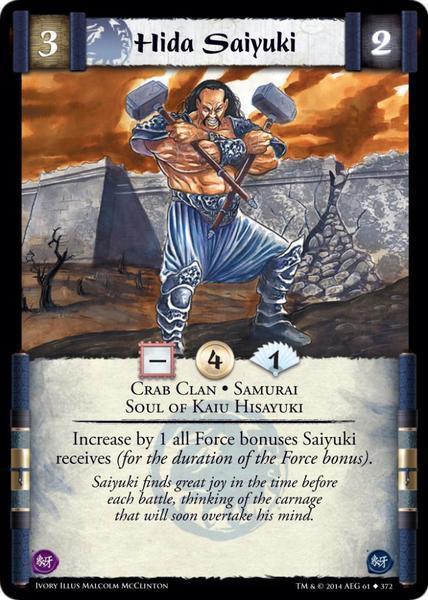 3 Hida Saiyuki 2
– 4 1
Crab Clan • Samurai
Soul of Kaiu Hisayuki
Increase by 1 all Force bonuses Saiyuki
receives (for the duration of the Force bonus).
Saiyuki finds great joy in the time before
each battle, thinking of the carnage
that will soon overtake his mind.
Ivory Illus Malcolm McClinton TM & © 2014 AEG 61 ◆ 372